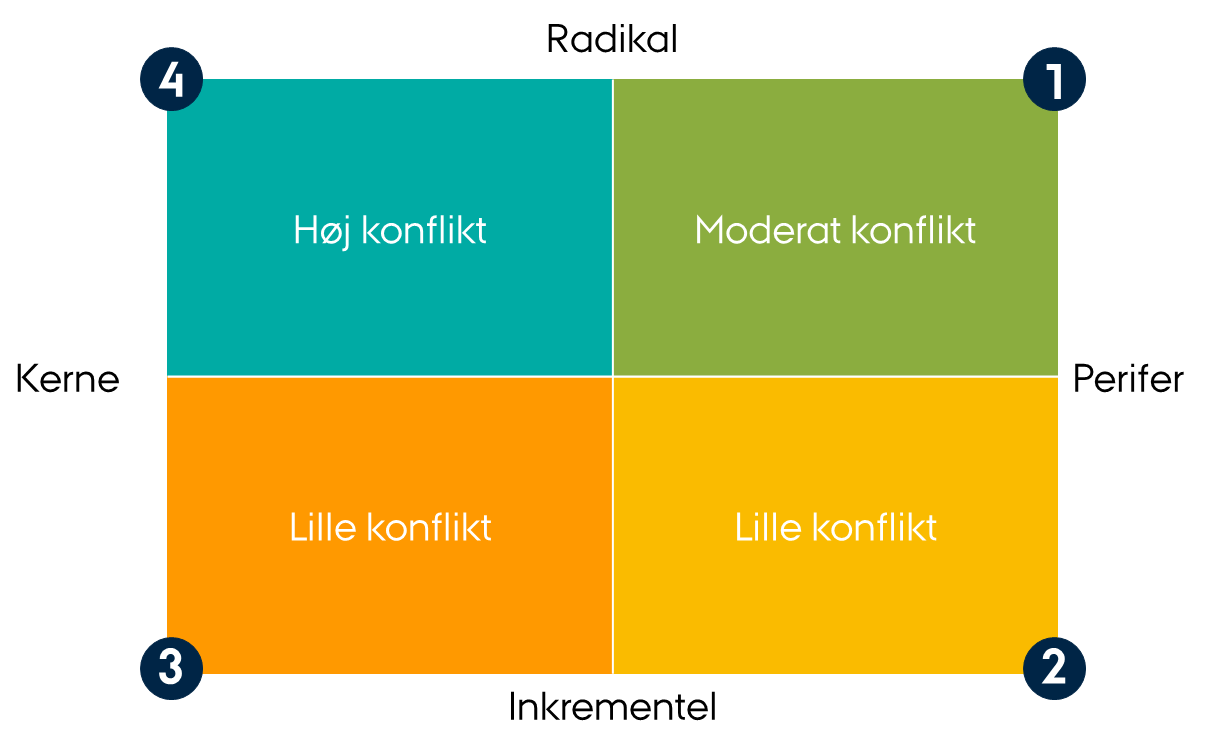 Radikal
4
1
Høj konflikt
Moderat konflikt
Kerne
Perifer
Lille konflikt
Lille konflikt
3
2
Inkrementel